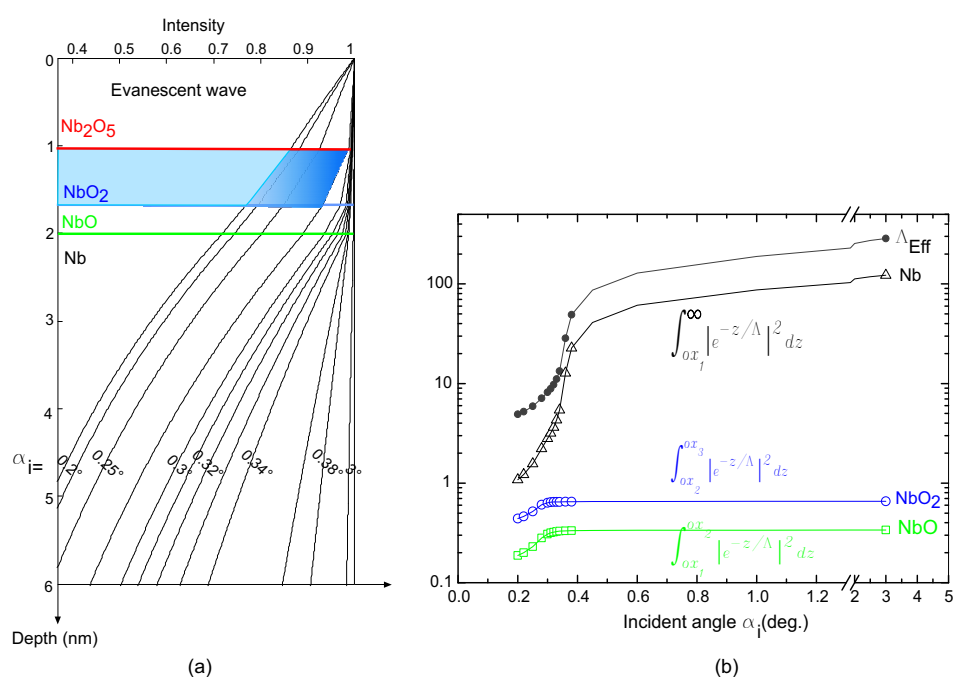 Intensity
0.4 0.5 0.6 0.7 0.8 0.9 1
0
Evanescent wave
Nb2O5
1
NbO2
NbO
2
Nb
3
4
αi=
0.2° 0.25° 0.3° 0.32° 0.34° 0.38° 3°
5
6
Depth (nm)
(a)
ΛEff
Nb
100
∫ox1∞ |e−z/Λ|2 dz
10
∫ox2ox3 |e−z/Λ|2 dz
1
NbO2
NbO
∫ox1ox2 |e−z/Λ|2 dz
0.1
0.0 0.2 0.4 0.6 0.8 1.0 1.2 2 3 4 5
Incident angle αi(deg.)
(b)